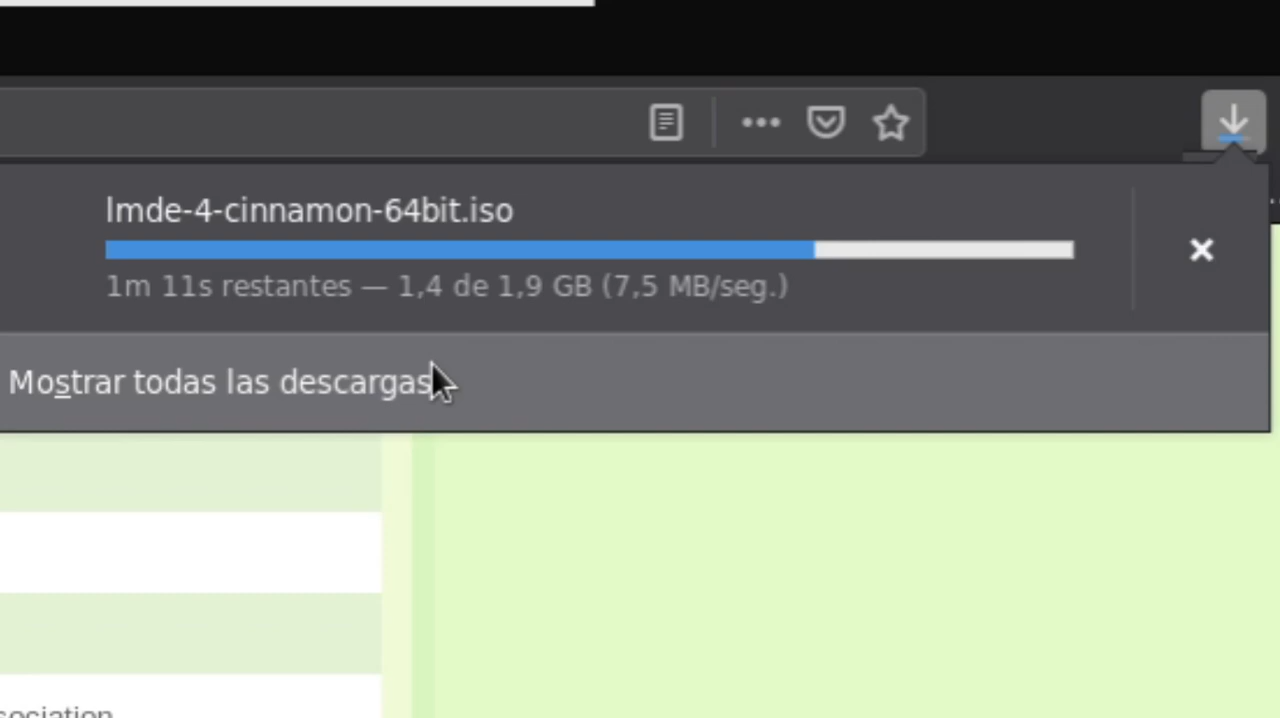 lmde-4-cinnamon-64bit.iso
1m 11s restantes — 1,4 de 1,9 GB (7,5 MB/seg.)
Mostrar todas las descargas